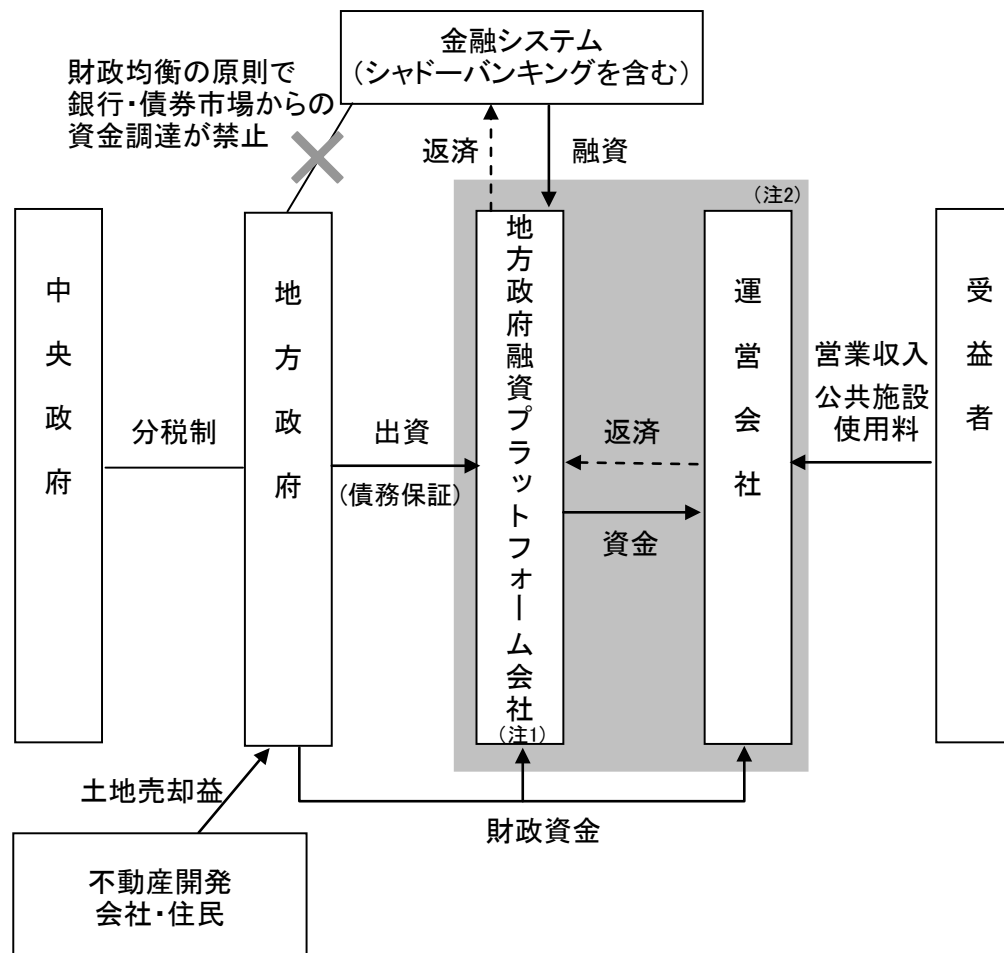 金融システム
(シャドーバンキングを含む)
財政均衡の原則で
銀行・債券市場からの
資金調達が禁止
返済
融資
(注2)
中央政府
分税制
地方政府
出資
(債務保証)
地方政府融資プラットフォーム会社
(注1)
返済
資金
運営会社
営業収入
公共施設
使用料
受益者
土地売却益
財政資金
不動産開発
会社・住民